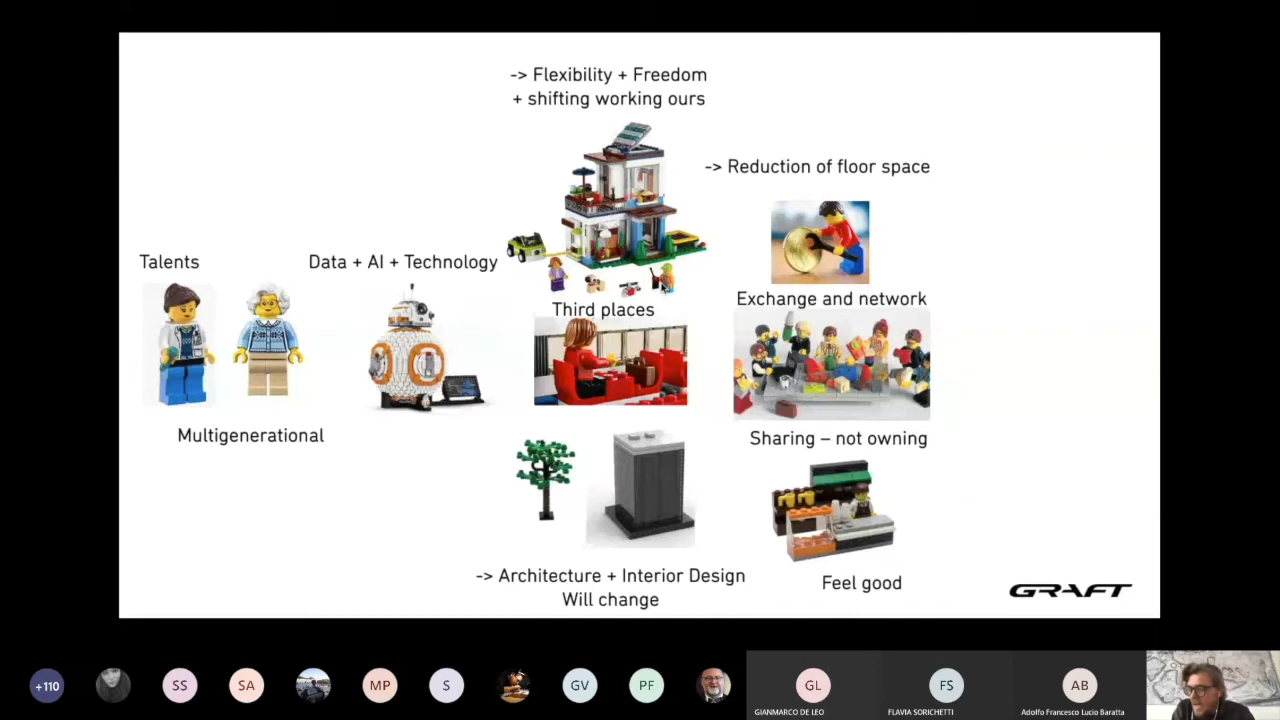 -> Flexibility + Freedom
+ shifting working ours
-> Reduction of floor space
Talents
Data + AI + Technology
Third places
Exchange and network
Multigenerational
Sharing – not owning
-> Architecture + Interior Design
Will change
Feel good
GRAFT
+110
SS
SA
MP
S
GV
PF
GL
FS
AB
GIANMARCO DE LEO
FLAVIA SORICHETTI
Adolfo Francesco Lucio Baratta